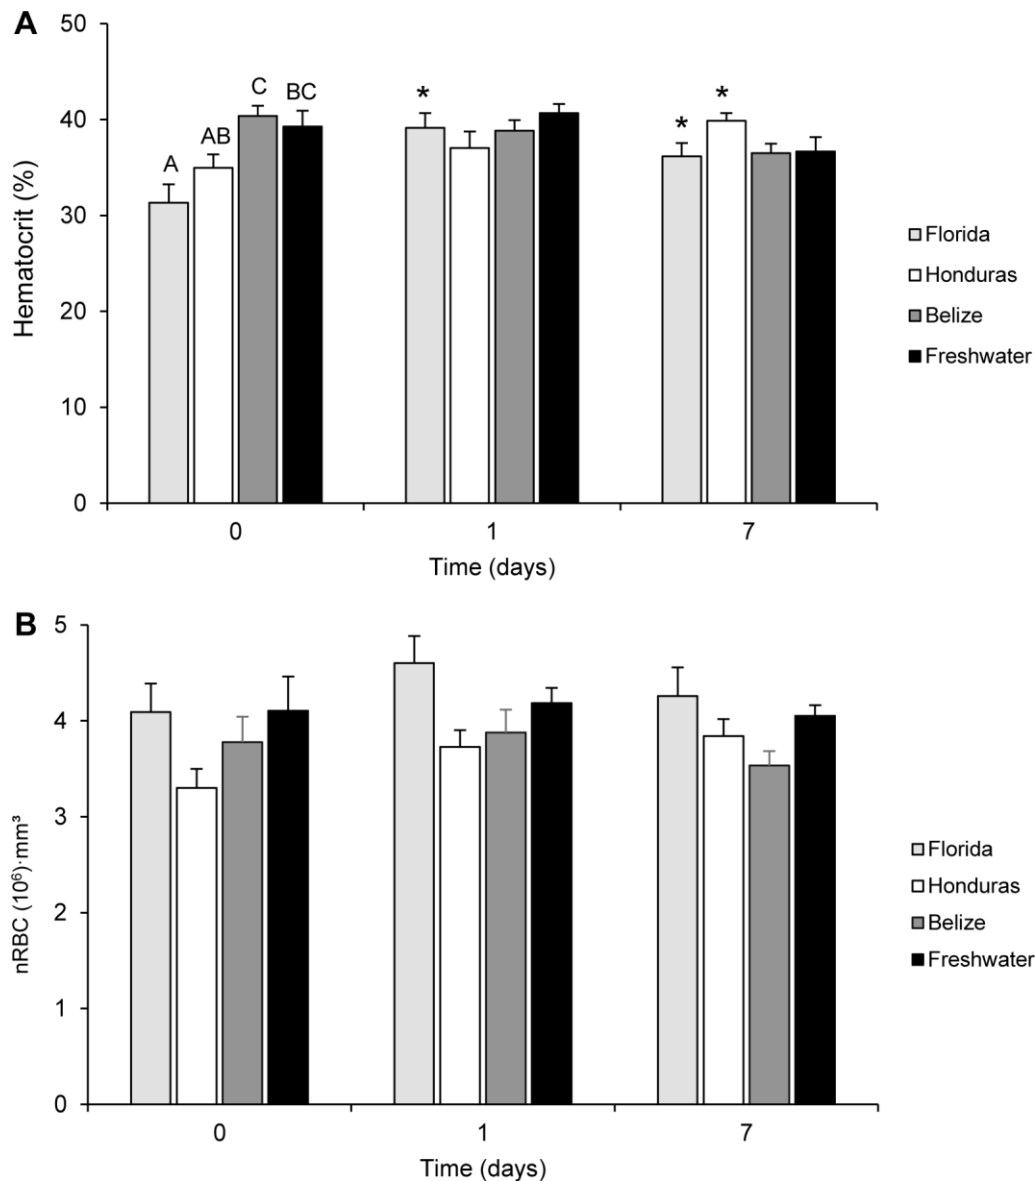 A
50
40
30
20
10
0
Hematocrit (%)
A
AB
C
BC
*
*
*
0
1
7
Time (days)
Florida
Honduras
Belize
Freshwater
B
5
4
3
2
1
0
nRBC (10⁶)·mm³
0
1
7
Time (days)
Florida
Honduras
Belize
Freshwater